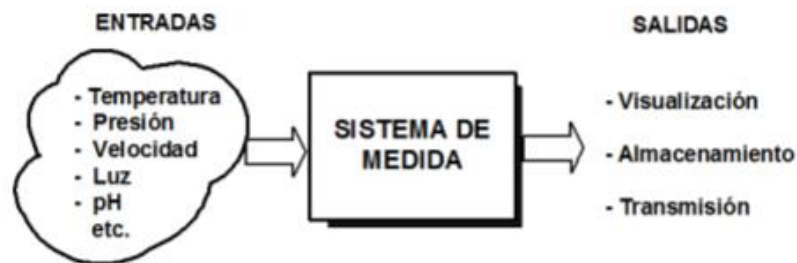 ENTRADAS
- Temperatura
- Presión
- Velocidad
- Luz
- pH
etc.
SISTEMA DE
MEDIDA
SALIDAS
- Visualización
- Almacenamiento
- Transmisión